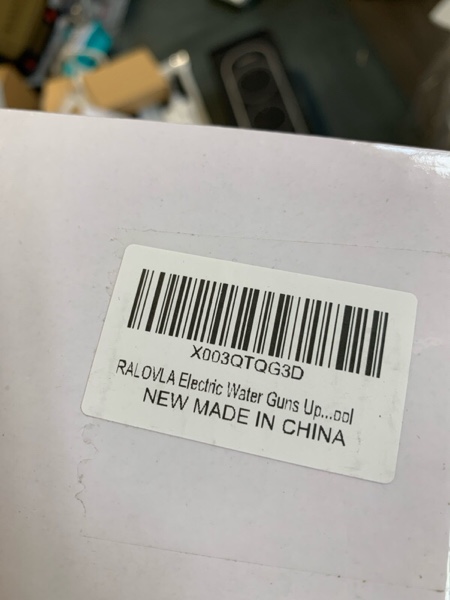 X003QTQG3D
RALOVLA Electric Water Guns Up...ool
NEW MADE IN CHINA